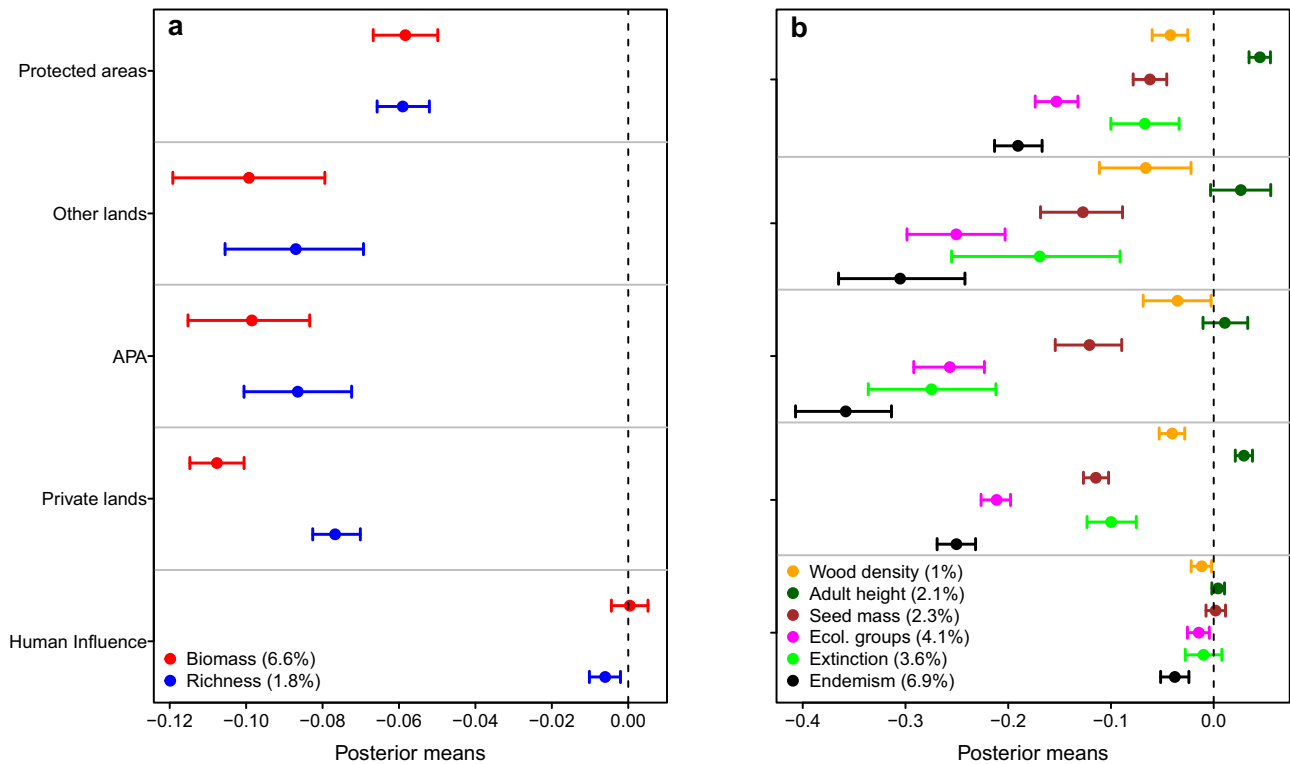 a
Protected areas
Other lands
APA
Private lands
Human Influence
Biomass (6.6%)
Richness (1.8%)
−0.12 −0.10 −0.08 −0.06 −0.04 −0.02 0.00
Posterior means
b
Wood density (1%)
Adult height (2.1%)
Seed mass (2.3%)
Ecol. groups (4.1%)
Extinction (3.6%)
Endemism (6.9%)
−0.4 −0.3 −0.2 −0.1 0.0
Posterior means